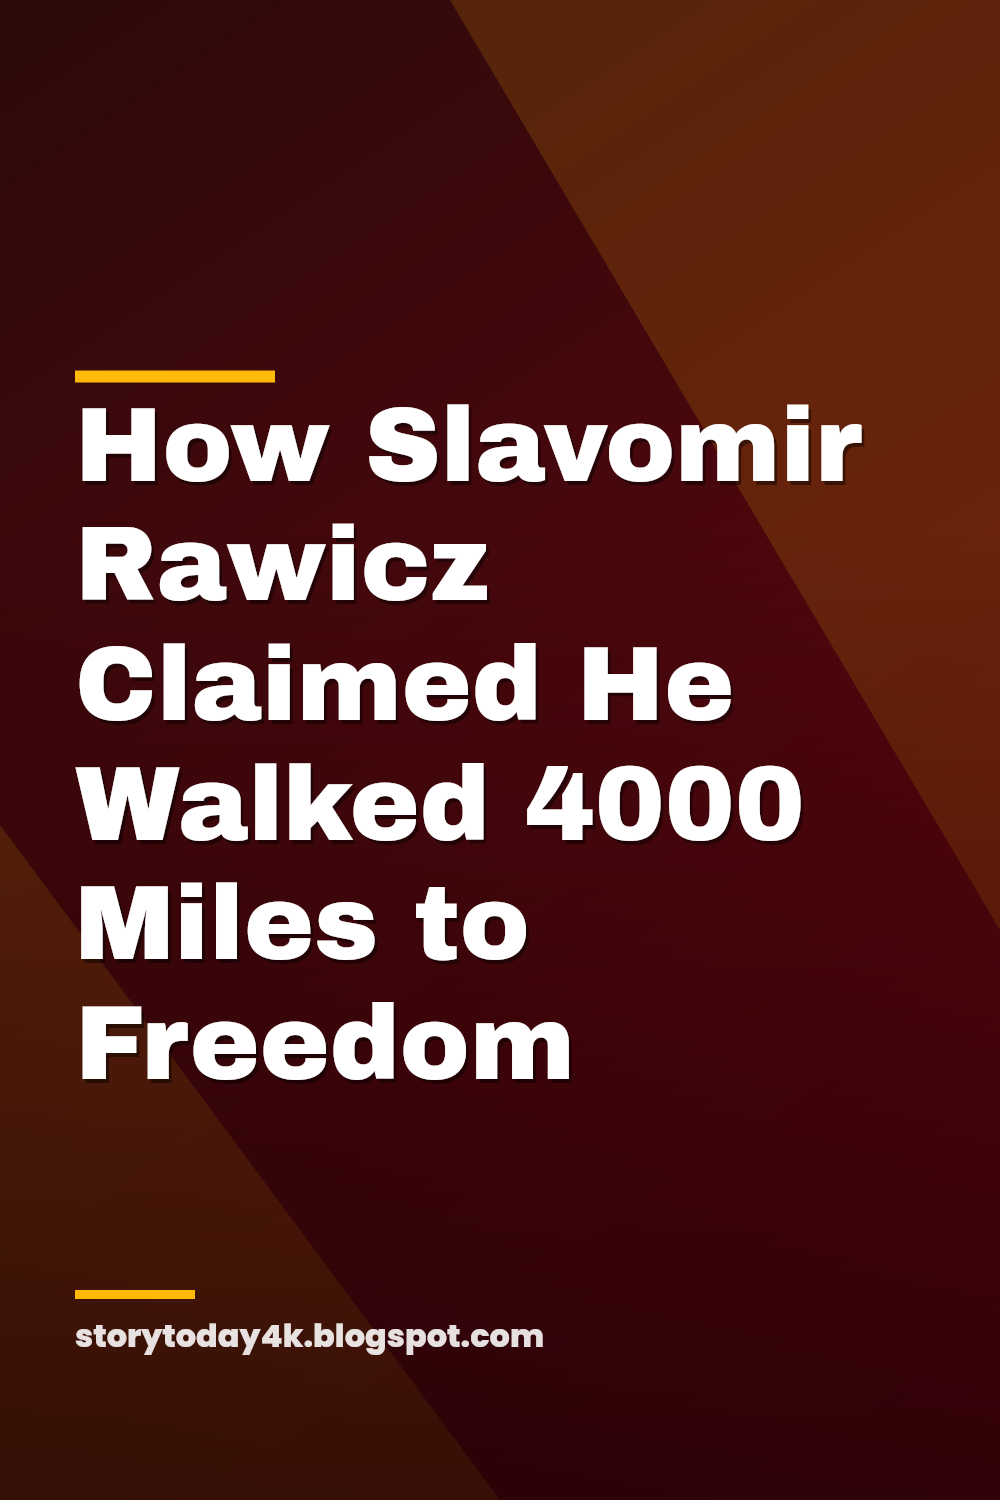 How Slavomir
Rawicz
Claimed He
Walked 4000
Miles to
Freedom
storytoday4k.blogspot.com